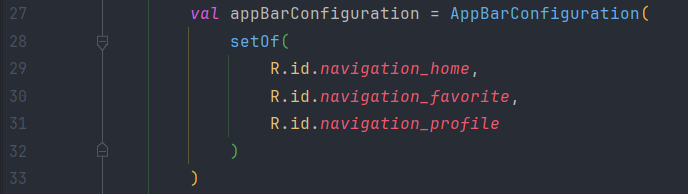 27 val appBarConfiguration = AppBarConfiguration(
28 setOf(
29 R.id.navigation_home,
30 R.id.navigation_favorite,
31 R.id.navigation_profile
32 )
33 )